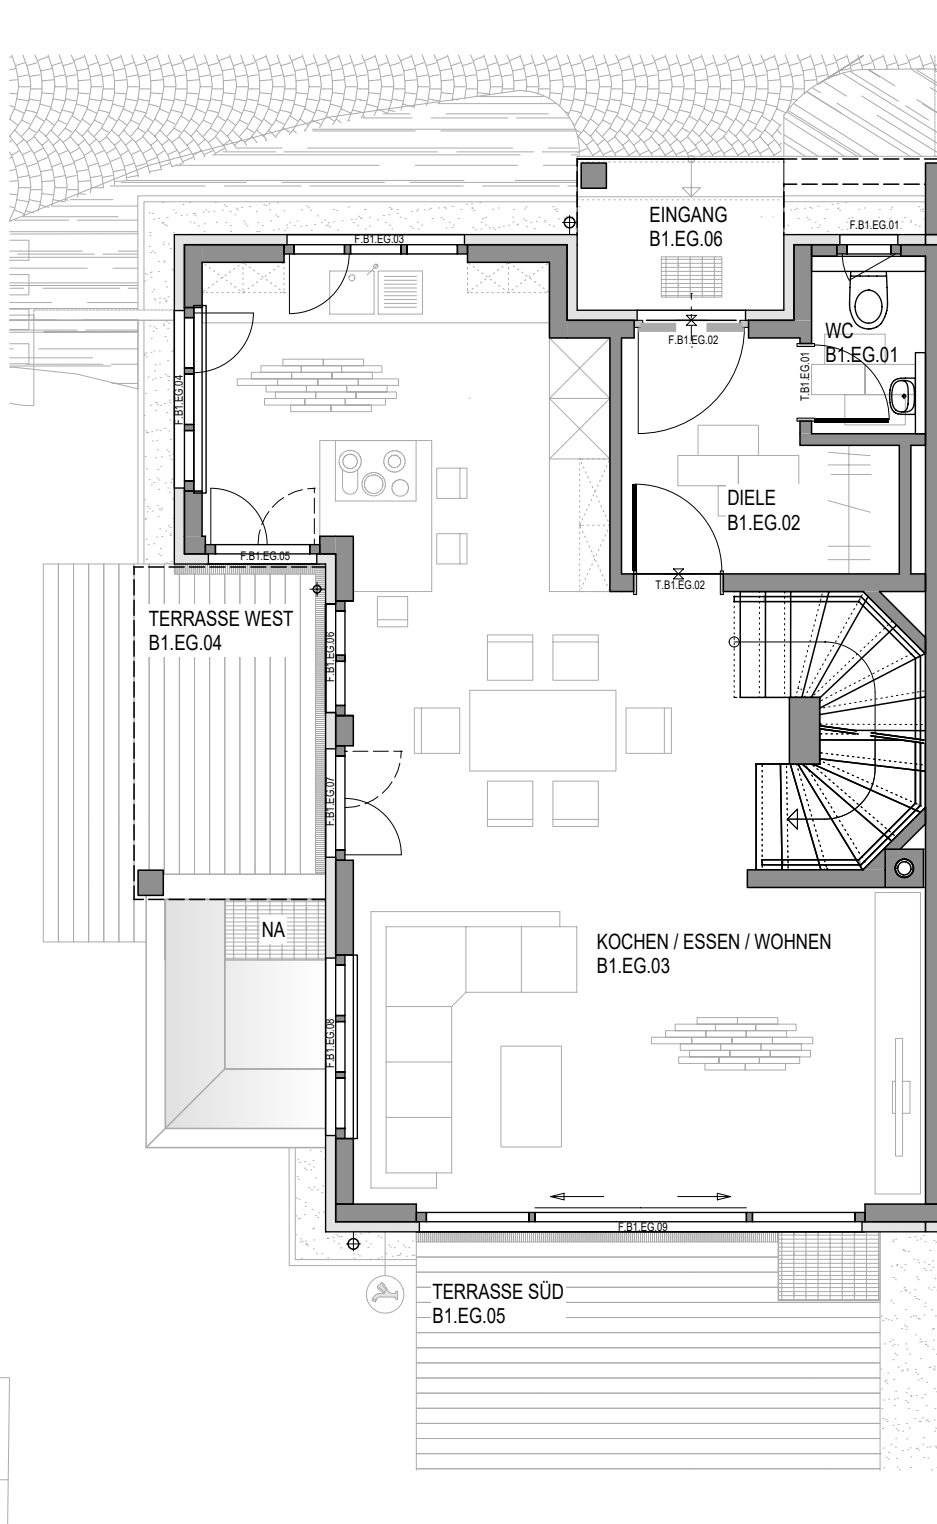 EINGANG
B1.EG.06
F.B1.EG.01
F.B1.EG.03
WC
B1.EG.01
F.B1.EG.02
T.B1.EG.01
F.B1.EG.04
DIELE
B1.EG.02
F.B1.EG.05
T.B1.EG.02
TERRASSE WEST
B1.EG.04
F.B1.EG.06
F.B1.EG.07
NA
KOCHEN / ESSEN / WOHNEN
B1.EG.03
F.B1.EG.08
F.B1.EG.09
TERRASSE SÜD
B1.EG.05